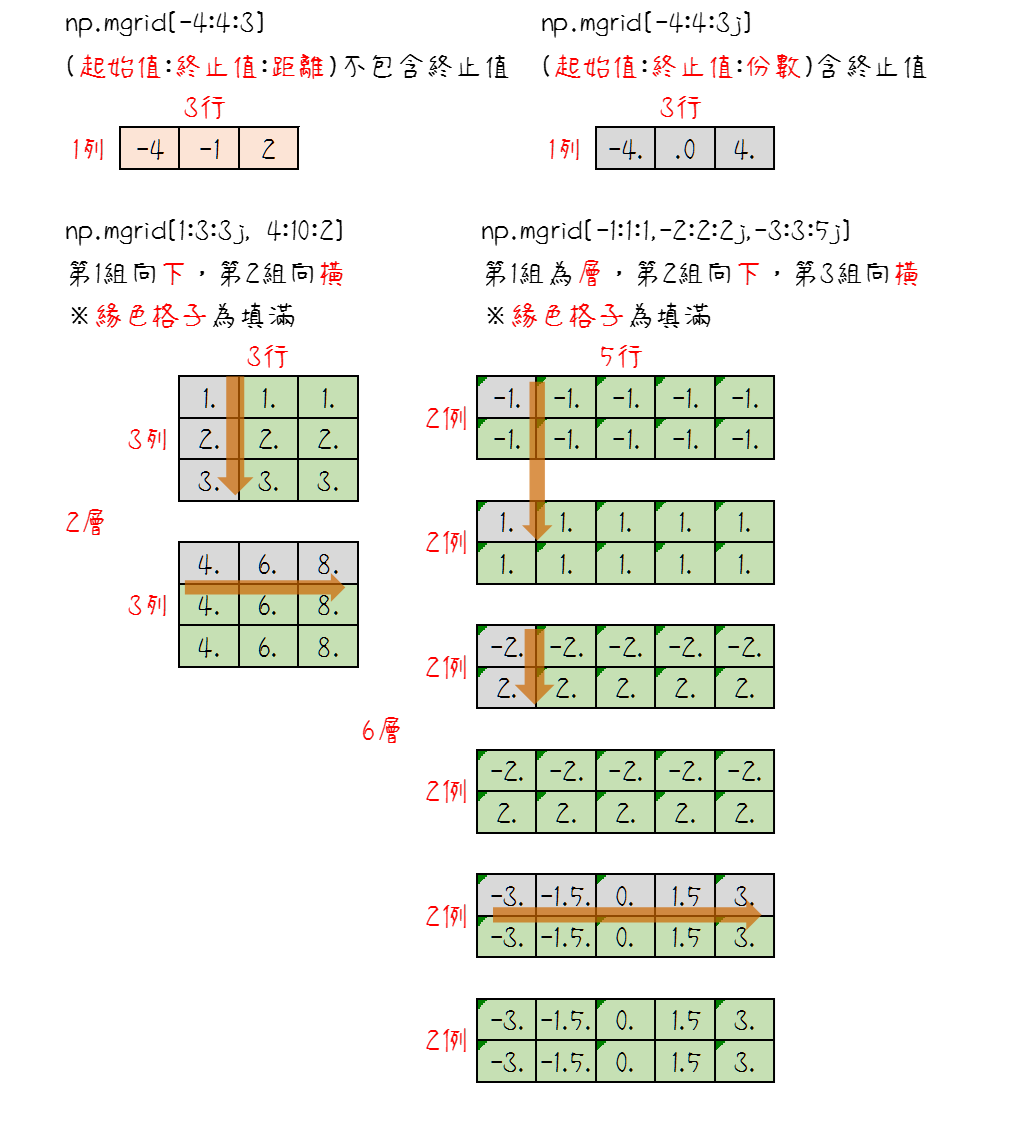 np.mgrid[-4:4:3]
(起始值:終止值:距離)不包含終止值
3行
1列 -4 -1 2
np.mgrid[-4:4:3j]
(起始值:終止值:份數)含終止值
3行
1列 -4. .0 4.
np.mgrid[1:3:3j, 4:10:2]
第1組向下，第2組向橫
※緣色格子為填滿
3行
3列
1. 1. 1.
2. 2. 2.
3. 3. 3.
2層
3列
4. 6. 8.
4. 6. 8.
4. 6. 8.
np.mgrid[-1:1:1,-2:2:2j,-3:3:5j]
第1組為層，第2組向下，第3組向橫
※緣色格子為填滿
5行
2列
-1. -1. -1. -1. -1.
-1. -1. -1. -1. -1.
2列
1. 1. 1. 1. 1.
1. 1. 1. 1. 1.
2列
-2. -2. -2. -2. -2.
2. 2. 2. 2. 2.
6層
2列
-2. -2. -2. -2. -2.
2. 2. 2. 2. 2.
2列
-3. -1.5. 0. 1.5 3.
-3. -1.5. 0. 1.5 3.
2列
-3. -1.5. 0. 1.5 3.
-3. -1.5. 0. 1.5 3.